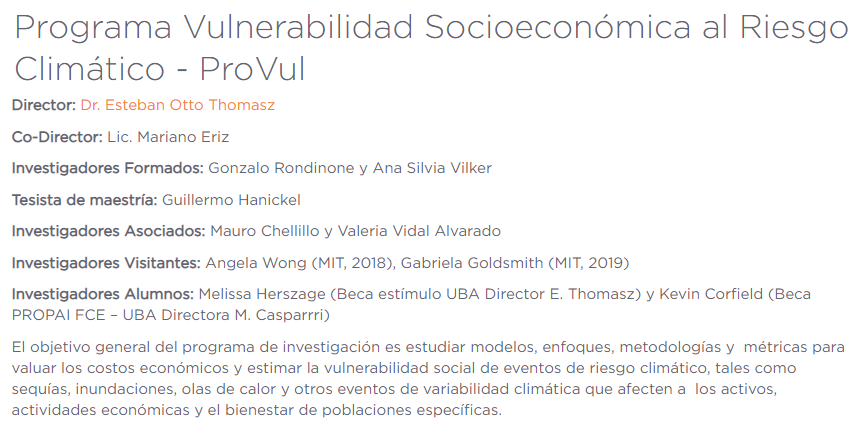 Programa Vulnerabilidad Socioeconómica al Riesgo
Climático - ProVul
Director: Dr. Esteban Otto Thomasz
Co-Director: Lic. Mariano Eriz
Investigadores Formados: Gonzalo Rondinone y Ana Silvia Vilker
Tesista de maestría: Guillermo Hanickel
Investigadores Asociados: Mauro Chellillo y Valeria Vidal Alvarado
Investigadores Visitantes: Angela Wong (MIT, 2018), Gabriela Goldsmith (MIT, 2019)
Investigadores Alumnos: Melissa Herszage (Beca estímulo UBA Director E. Thomasz) y Kevin Corfield (Beca
PROPAI FCE – UBA Directora M. Casparrri)
El objetivo general del programa de investigación es estudiar modelos, enfoques, metodologías y  métricas para
valuar los costos económicos y estimar la vulnerabilidad social de eventos de riesgo climático, tales como
sequías, inundaciones, olas de calor y otros eventos de variabilidad climática que afecten a  los activos,
actividades económicas y el bienestar de poblaciones específicas.